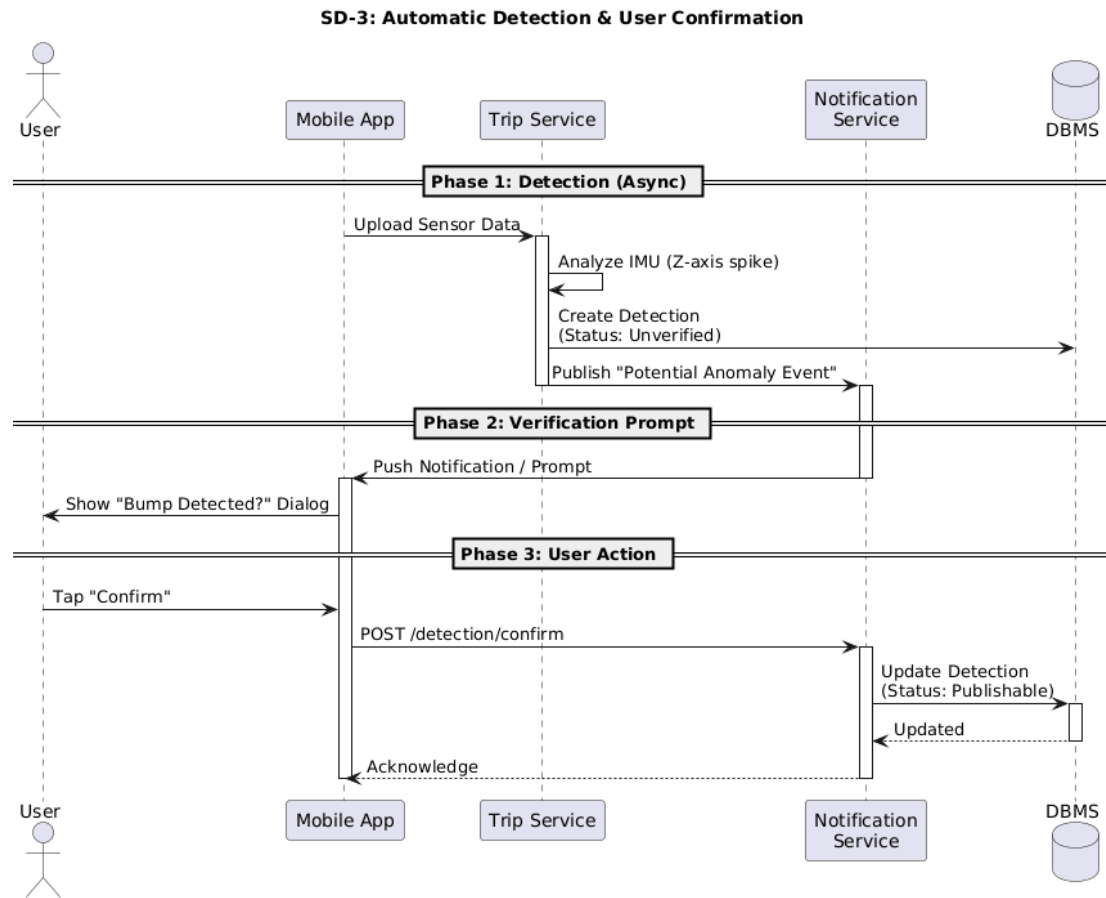 SD-3: Automatic Detection & User Confirmation
User
Mobile App
Trip Service
Notification
Service
DBMS
Phase 1: Detection (Async)
Upload Sensor Data
Analyze IMU (Z-axis spike)
Create Detection
(Status: Unverified)
Publish "Potential Anomaly Event"
Phase 2: Verification Prompt
Push Notification / Prompt
Show "Bump Detected?" Dialog
Phase 3: User Action
Tap "Confirm"
POST /detection/confirm
Update Detection
(Status: Publishable)
Updated
Acknowledge
User
Mobile App
Trip Service
Notification
Service
DBMS